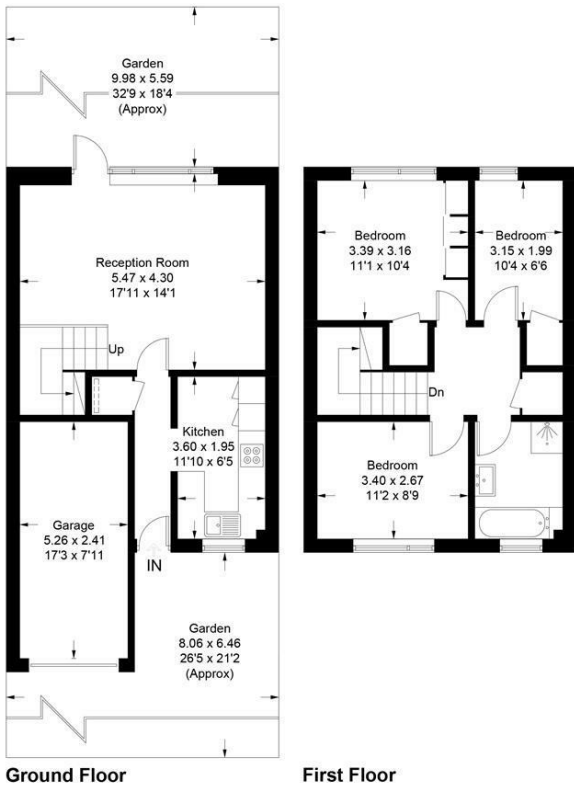 Garden
9.98 x 5.59
32'9 x 18'4
(Approx)
Reception Room
5.47 x 4.30
17'11 x 14'1
Up
Kitchen
3.60 x 1.95
11'10 x 6'5
Garage
5.26 x 2.41
17'3 x 7'11
IN
Garden
8.06 x 6.46
26'5 x 21'2
(Approx)
Ground Floor
Bedroom
3.39 x 3.16
11'1 x 10'4
Bedroom
3.15 x 1.99
10'4 x 6'6
Dn
Bedroom
3.40 x 2.67
11'2 x 8'9
First Floor